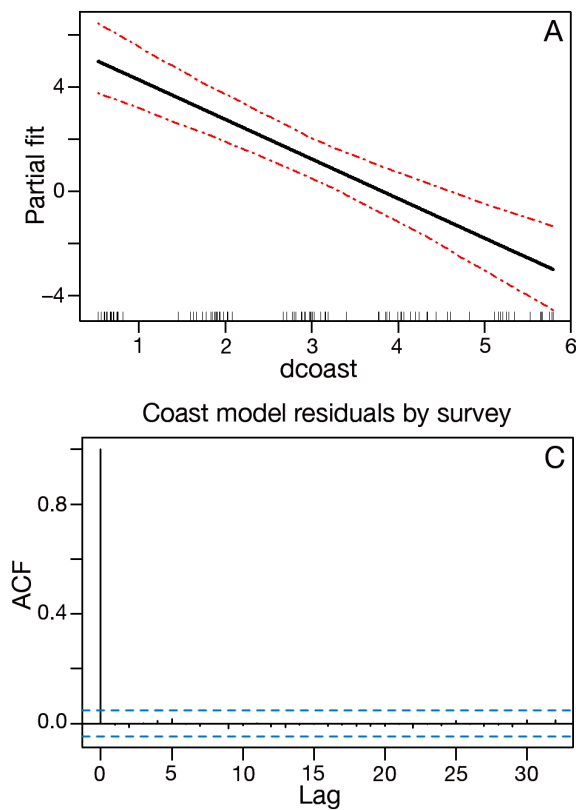 A
4
0
–4
Partial fit
1 2 3 4 5 6
dcoast
Coast model residuals by survey
C
0.8
0.4
0.0
ACF
0 5 10 15 20 25 30
Lag